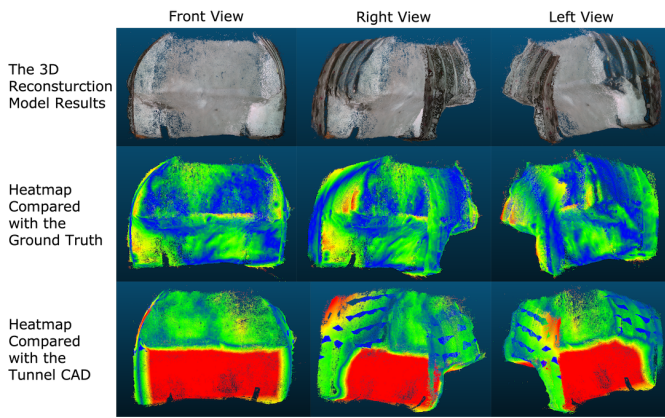 Front View
Right View
Left View
The 3D
Reconsturction
Model Results
Heatmap
Compared
with the
Ground Truth
Heatmap
Compared
with the
Tunnel CAD